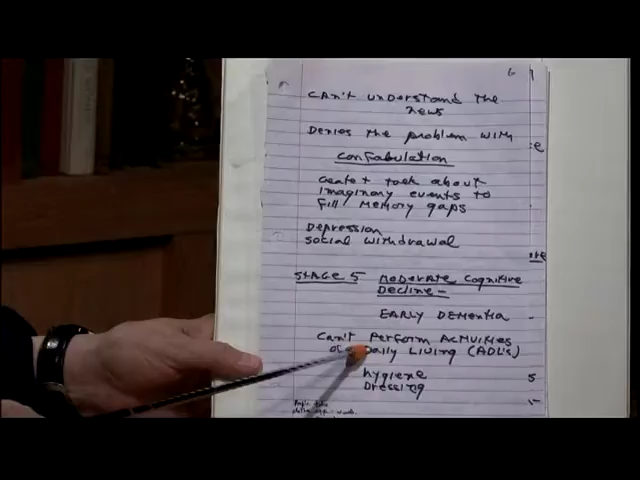 6
CAn't understand the
news
Denies the problem with
confabulation
Create + talk about
imaginary events to
fill memory gaps
Depression
social withdrawal
STAGE 5 Moderate Cognitive
Decline -
EARLY DEMENTIA
Can't Perform ACTIVITIES
Daily Living (ADL's)
hygiene
Dressing